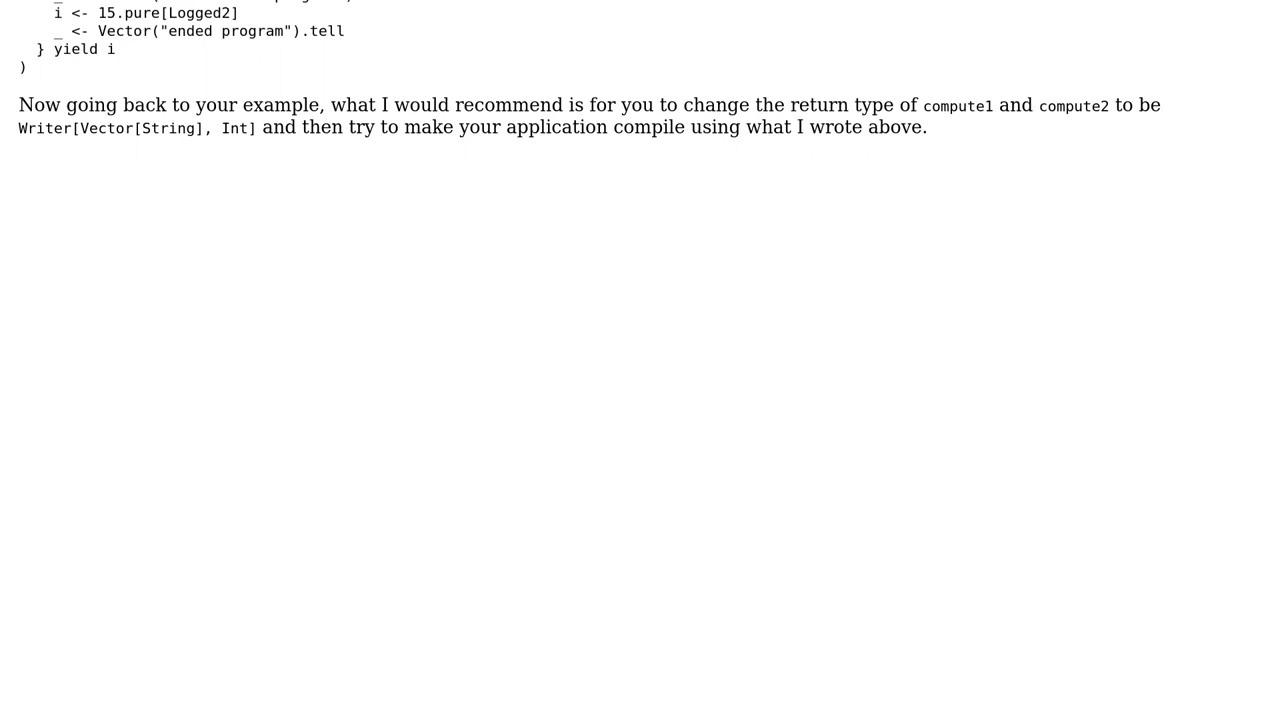 i <- 15.pure[Logged2]
_ <- Vector("ended program").tell
} yield i
)
Now going back to your example, what I would recommend is for you to change the return type of compute1 and compute2 to be
Writer[Vector[String], Int] and then try to make your application compile using what I wrote above.